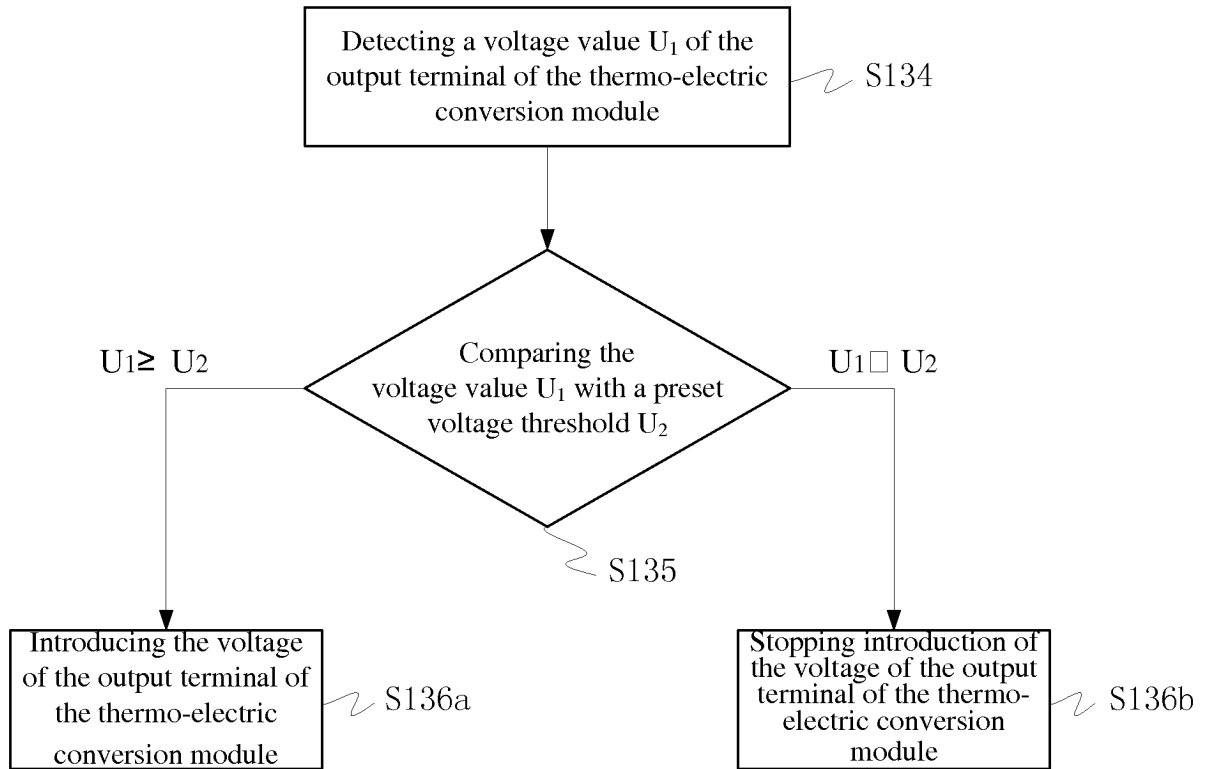 Detecting a voltage value U₁ of the
output terminal of the thermo-electric
conversion module
S134
U₁≥ U₂
Comparing the
voltage value U₁ with a preset
voltage threshold U₂
U₁□ U₂
S135
Introducing the voltage
of the output terminal of
the thermo-electric
conversion module
S136a
Stopping introduction of
the voltage of the output
terminal of the thermo-
electric conversion
module
S136b